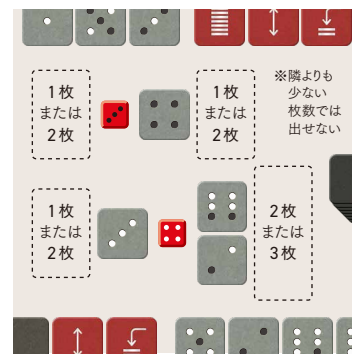 1枚
または
2枚
1枚
または
2枚
※隣よりも
少ない
枚数では
出せない
1枚
または
2枚
2枚
または
3枚